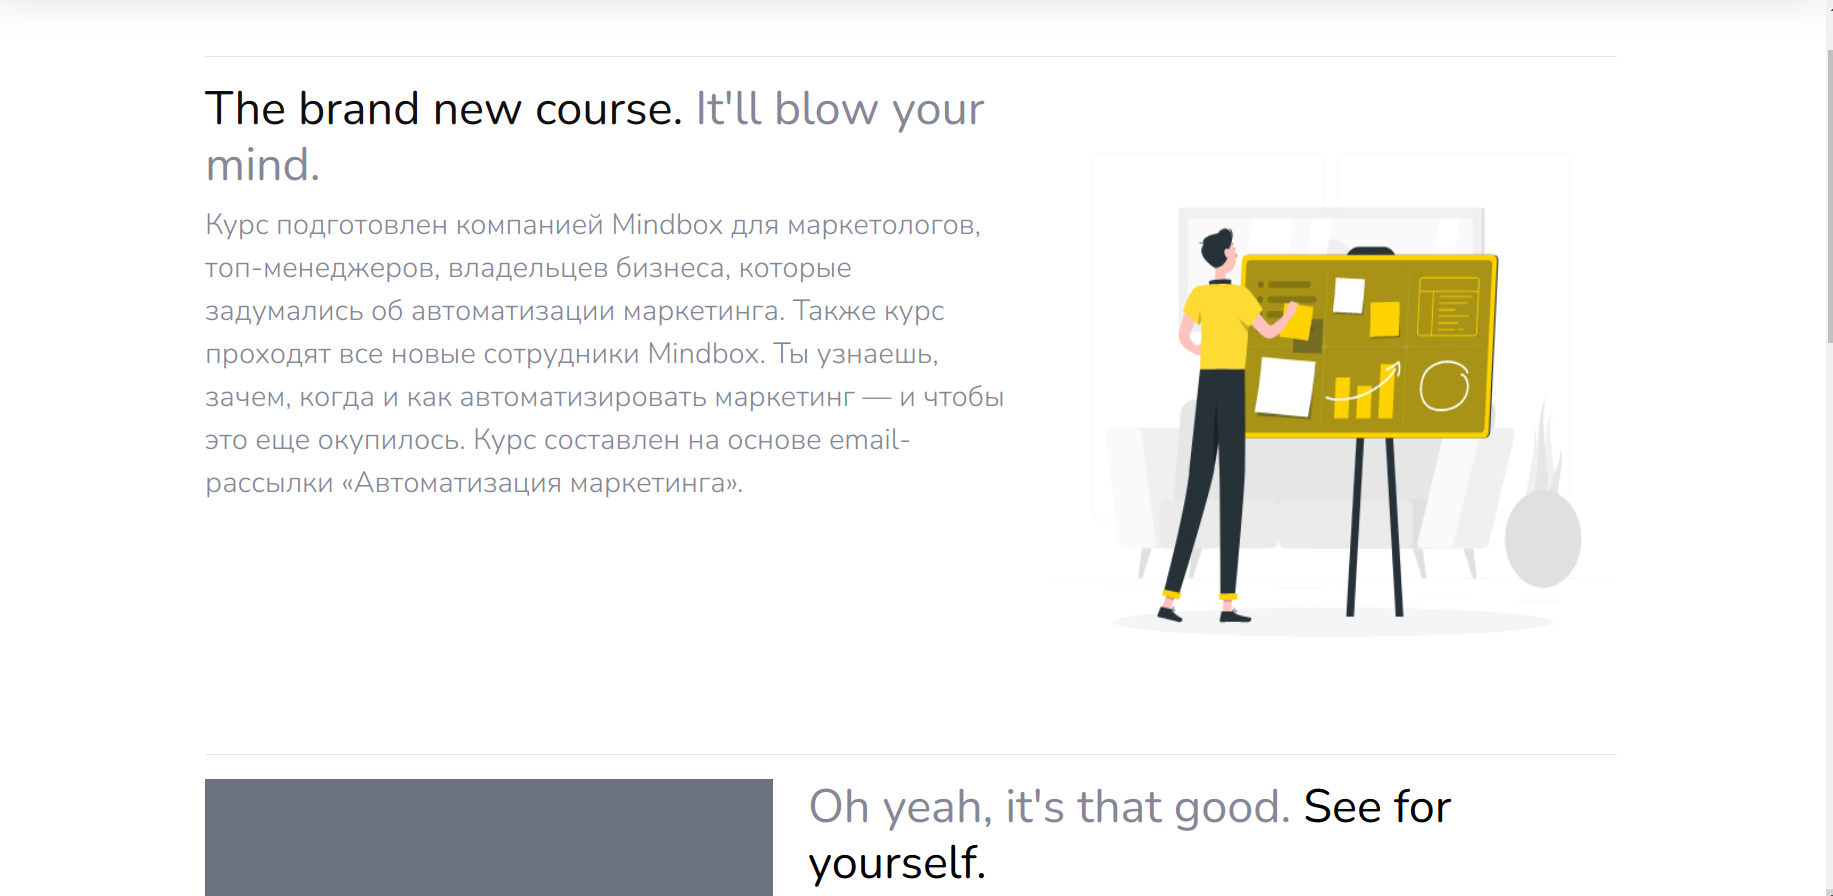 The brand new course. It'll blow your
mind.
Курс подготовлен компанией Mindbox для маркетологов,
топ-менеджеров, владельцев бизнеса, которые
задумались об автоматизации маркетинга. Также курс
проходят все новые сотрудники Mindbox. Ты узнаешь,
зачем, когда и как автоматизировать маркетинг — и чтобы
это еще окупилось. Курс составлен на основе email-
рассылки «Автоматизация маркетинга».
Oh yeah, it's that good. See for
yourself.